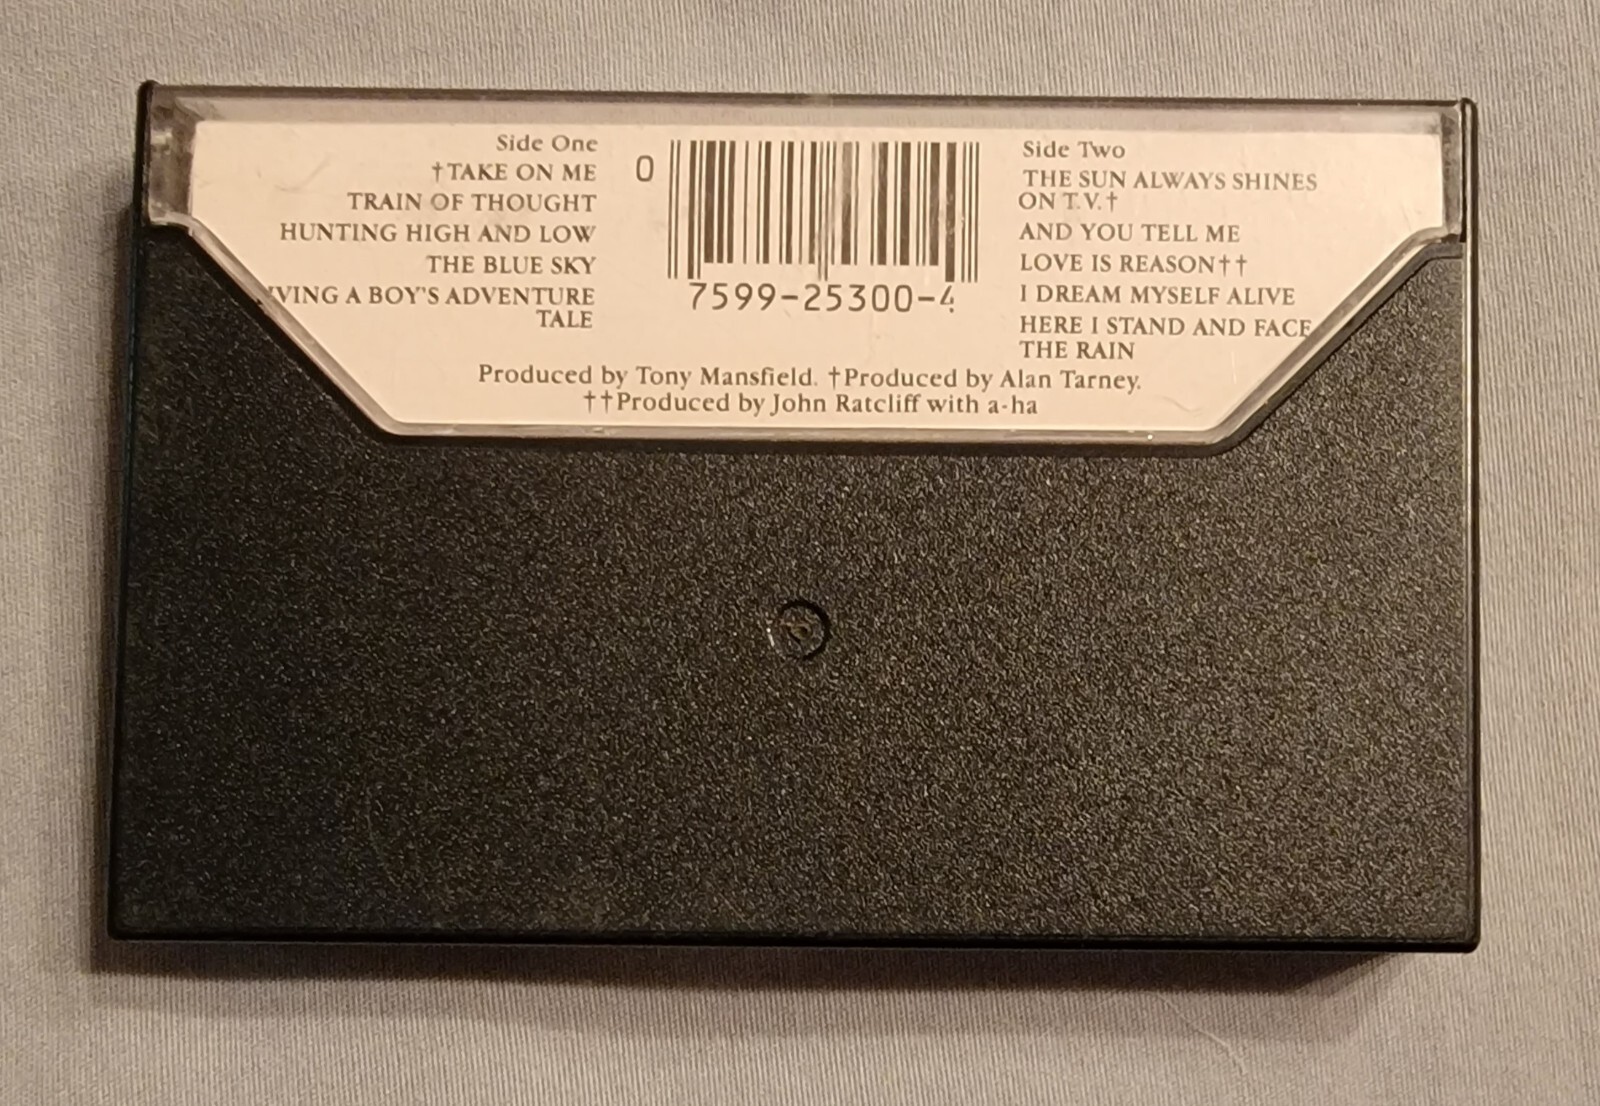 Side One
†TAKE ON ME
TRAIN OF THOUGHT
HUNTING HIGH AND LOW
THE BLUE SKY
IVING A BOY'S ADVENTURE
TALE
0
7599-25300-4
Side Two
THE SUN ALWAYS SHINES
ON T.V.†
AND YOU TELL ME
LOVE IS REASON††
I DREAM MYSELF ALIVE
HERE I STAND AND FACE
THE RAIN
Produced by Tony Mansfield. †Produced by Alan Tarney.
††Produced by John Ratcliff with a-ha